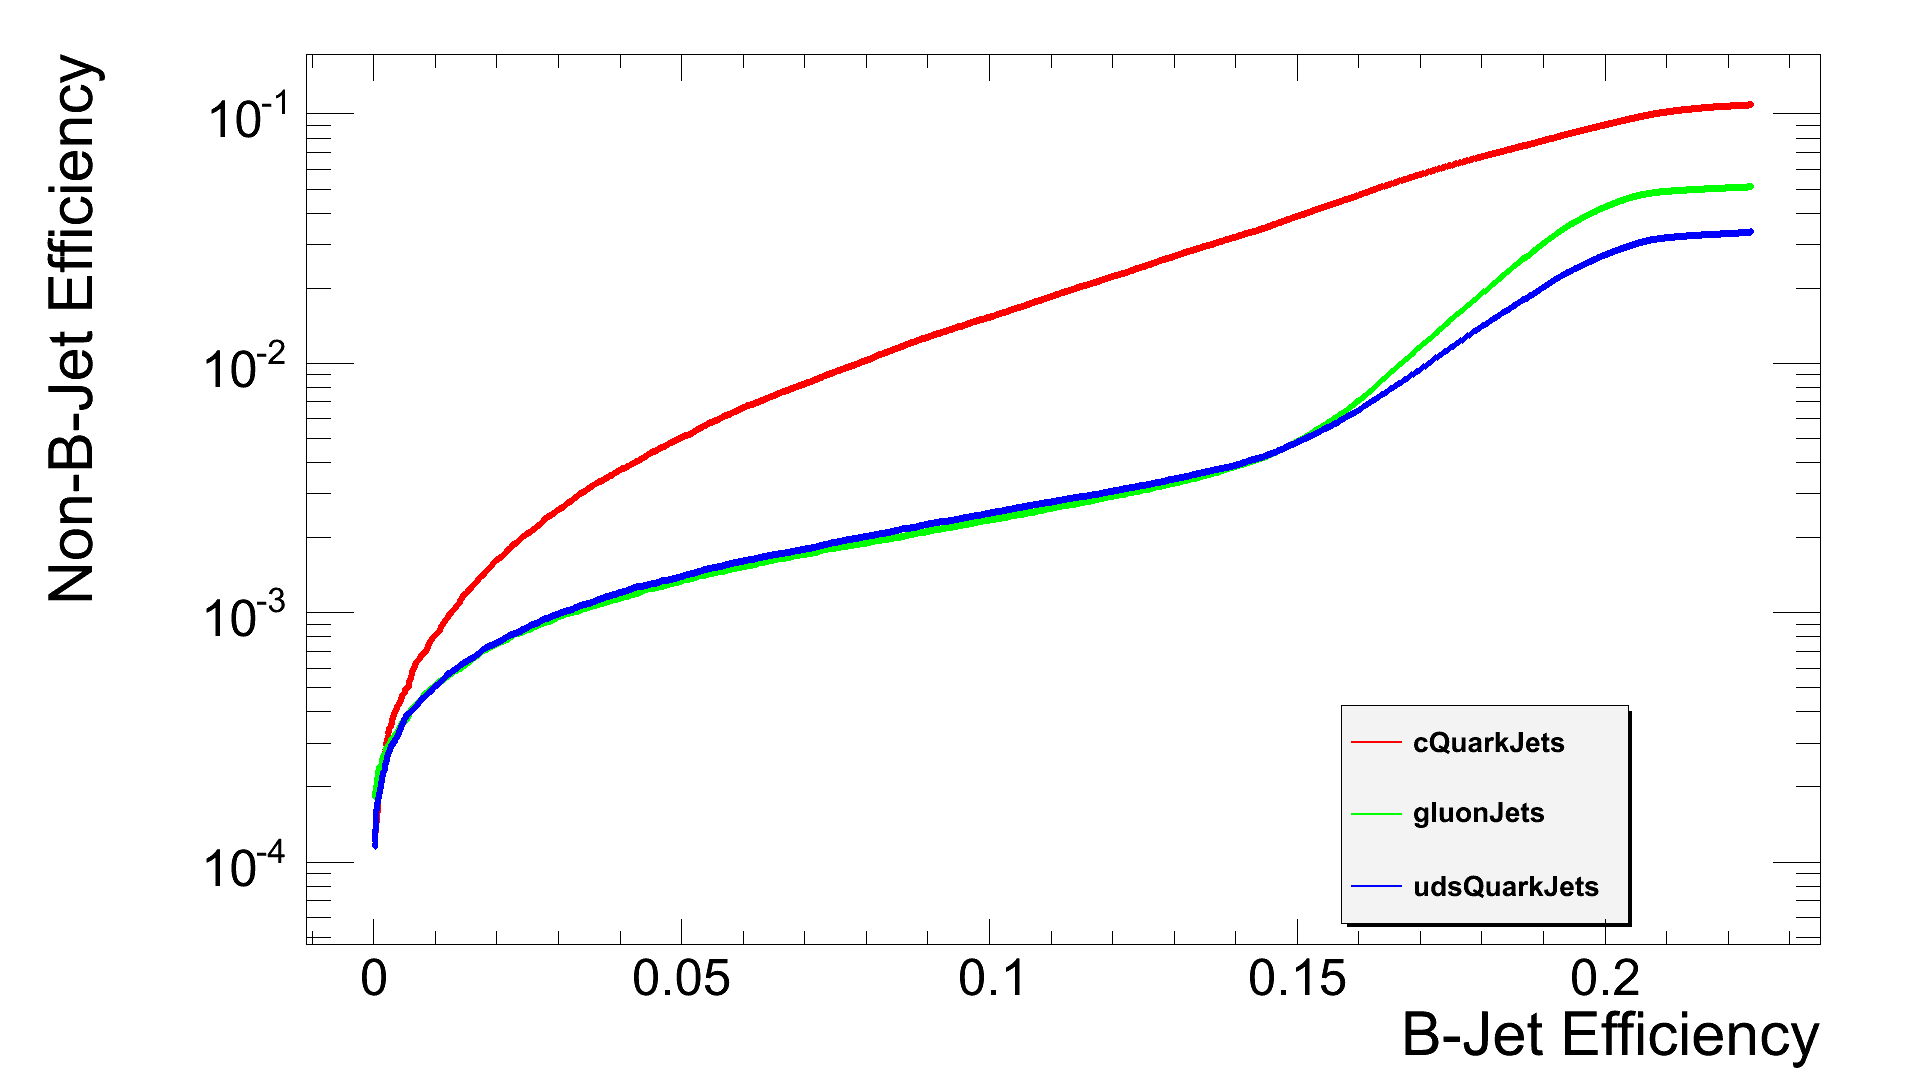 Non-B-Jet Efficiency
10-1
10-2
10-3
10-4
cQuarkJets
gluonJets
udsQuarkJets
0 0.05 0.1 0.15 0.2
B-Jet Efficiency